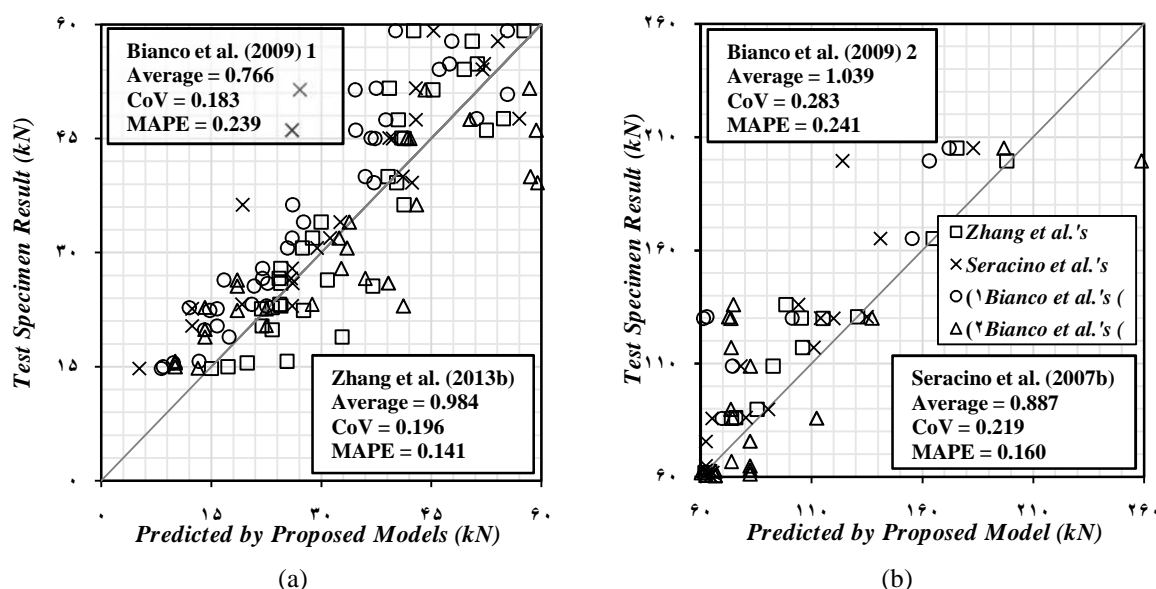 Test Specimen Result (kN)
۶۰
۴۵
۳۰
۱۵
۰
Bianco et al. (2009) 1
Average = 0.766
CoV = 0.183
MAPE = 0.239
Zhang et al. (2013b)
Average = 0.984
CoV = 0.196
MAPE = 0.141
۰ ۱۵ ۳۰ ۴۵ ۶۰
Predicted by Proposed Models (kN)
(a)
Test Specimen Result (kN)
۲۶۰
۲۱۰
۱۶۰
۱۱۰
۶۰
Bianco et al. (2009) 2
Average = 1.039
CoV = 0.283
MAPE = 0.241
Zhang et al.'s
Seracino et al.'s
(۱Bianco et al.'s (
(۲Bianco et al.'s (
Seracino et al. (2007b)
Average = 0.887
CoV = 0.219
MAPE = 0.160
۶۰ ۱۱۰ ۱۶۰ ۲۱۰ ۲۶۰
Predicted by Proposed Model (kN)
(b)